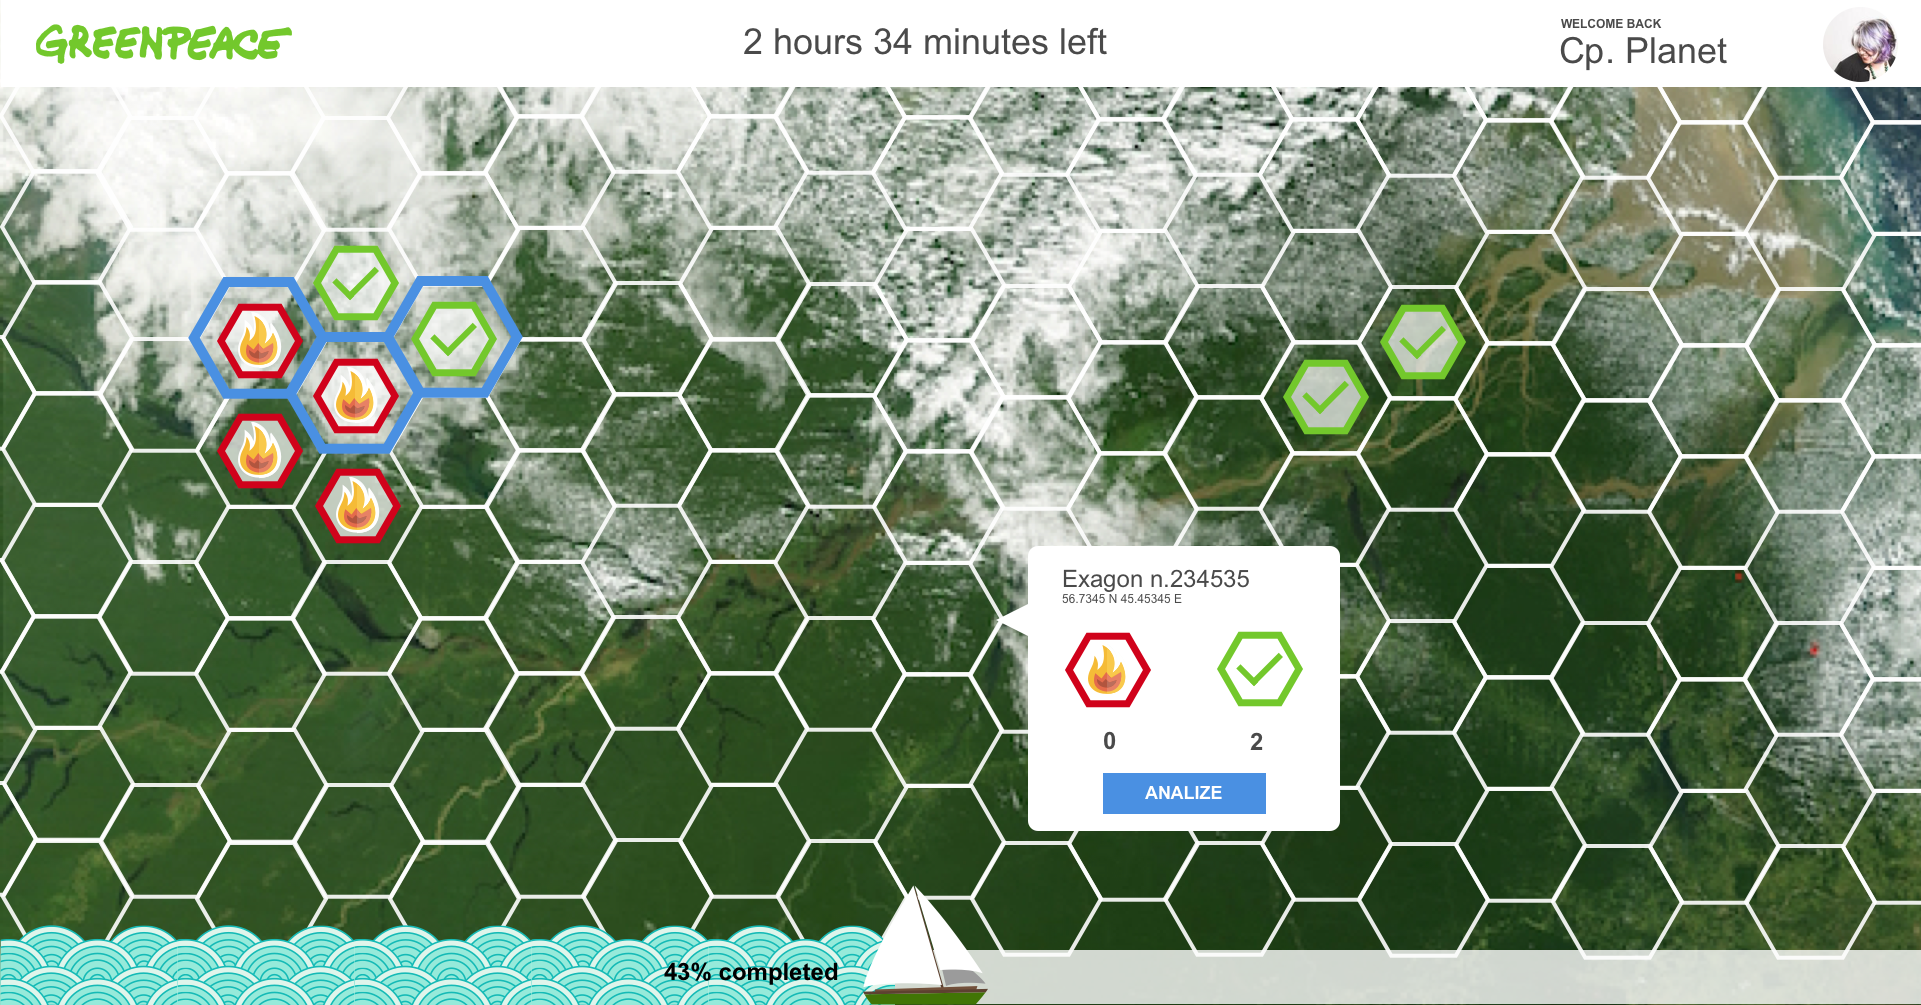 GREENPEACE
2 hours 34 minutes left
WELCOME BACK
Cp. Planet
Exagon n.234535
56.7345 N 45.45345 E
0
2
ANALIZE
43% completed